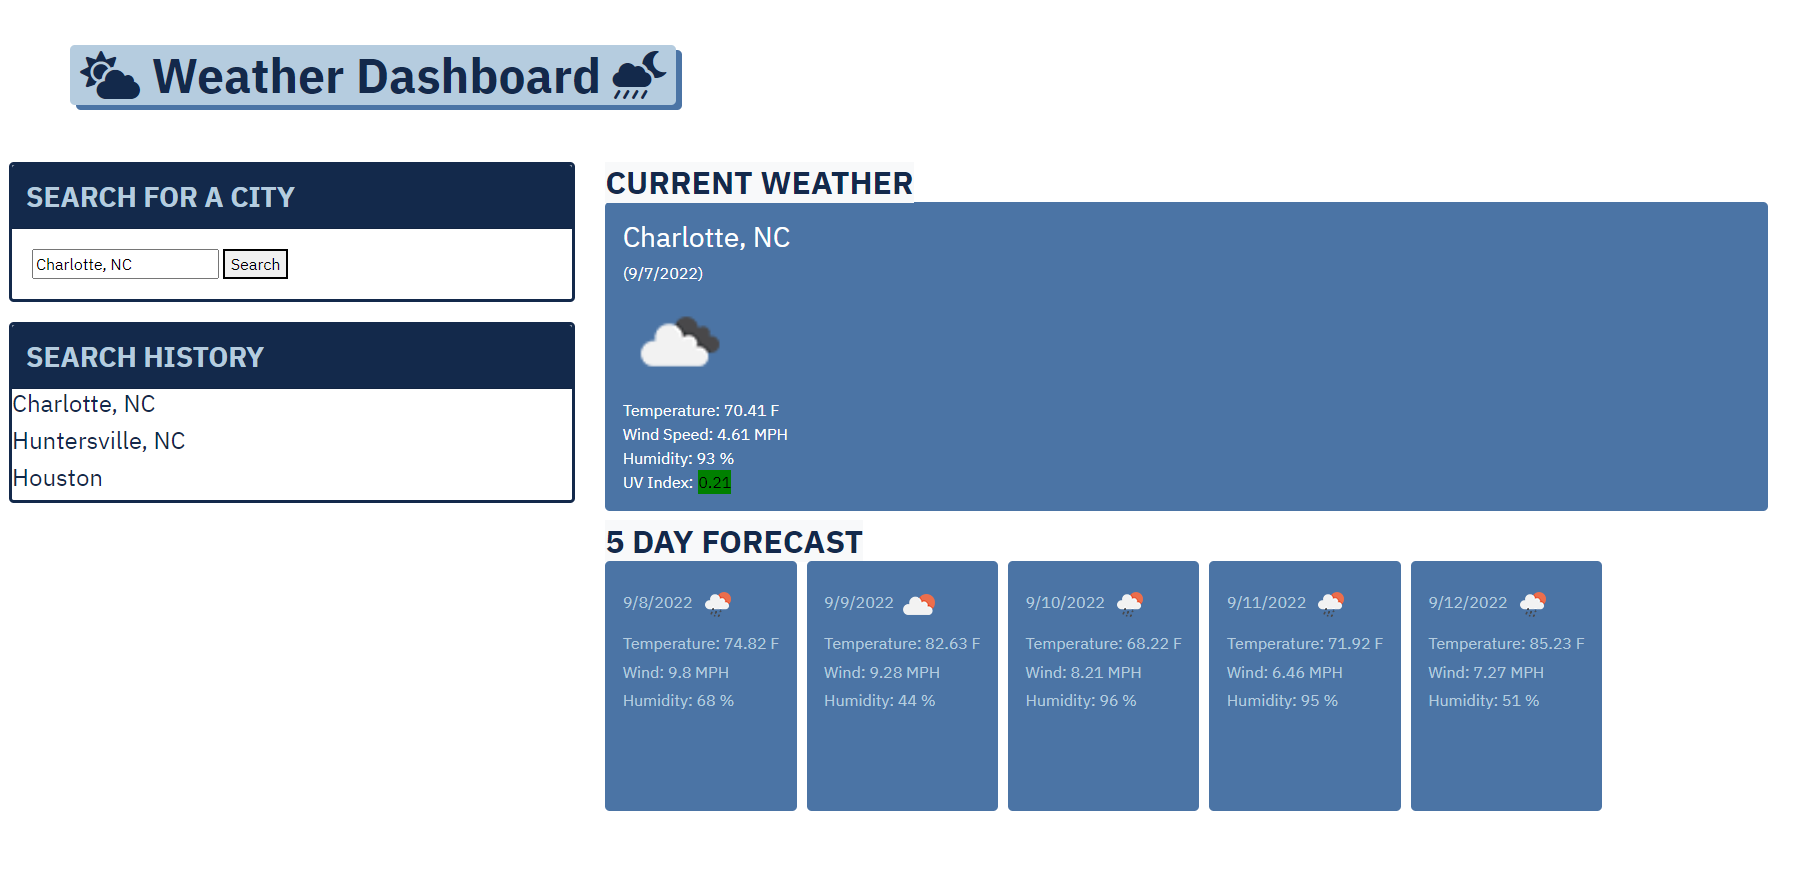 Weather Dashboard
SEARCH FOR A CITY
Charlotte, NC
Search
SEARCH HISTORY
Charlotte, NC
Huntersville, NC
Houston
CURRENT WEATHER
Charlotte, NC
(9/7/2022)
Temperature: 70.41 F
Wind Speed: 4.61 MPH
Humidity: 93 %
UV Index: 0.21
5 DAY FORECAST
9/8/2022
Temperature: 74.82 F
Wind: 9.8 MPH
Humidity: 68 %
9/9/2022
Temperature: 82.63 F
Wind: 9.28 MPH
Humidity: 44 %
9/10/2022
Temperature: 68.22 F
Wind: 8.21 MPH
Humidity: 96 %
9/11/2022
Temperature: 71.92 F
Wind: 6.46 MPH
Humidity: 95 %
9/12/2022
Temperature: 85.23 F
Wind: 7.27 MPH
Humidity: 51 %